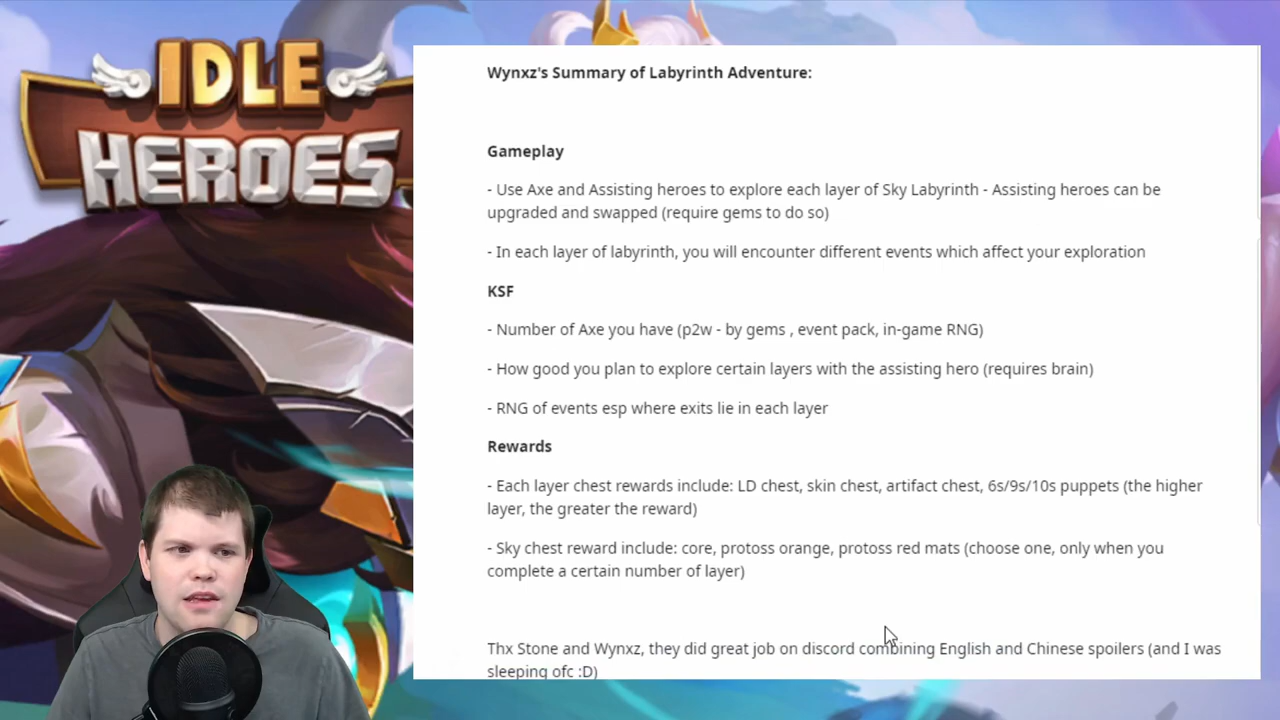 IDLE
HEROES
Wynxz's Summary of Labyrinth Adventure:
Gameplay
- Use Axe and Assisting heroes to explore each layer of Sky Labyrinth - Assisting heroes can be
upgraded and swapped (require gems to do so)
- In each layer of labyrinth, you will encounter different events which affect your exploration
KSF
- Number of Axe you have (p2w - by gems , event pack, in-game RNG)
- How good you plan to explore certain layers with the assisting hero (requires brain)
- RNG of events esp where exits lie in each layer
Rewards
- Each layer chest rewards include: LD chest, skin chest, artifact chest, 6s/9s/10s puppets (the higher
layer, the greater the reward)
- Sky chest reward include: core, protoss orange, protoss red mats (choose one, only when you
complete a certain number of layer)
Thx Stone and Wynxz, they did great job on discord combining English and Chinese spoilers (and I was
sleeping ofc :D)